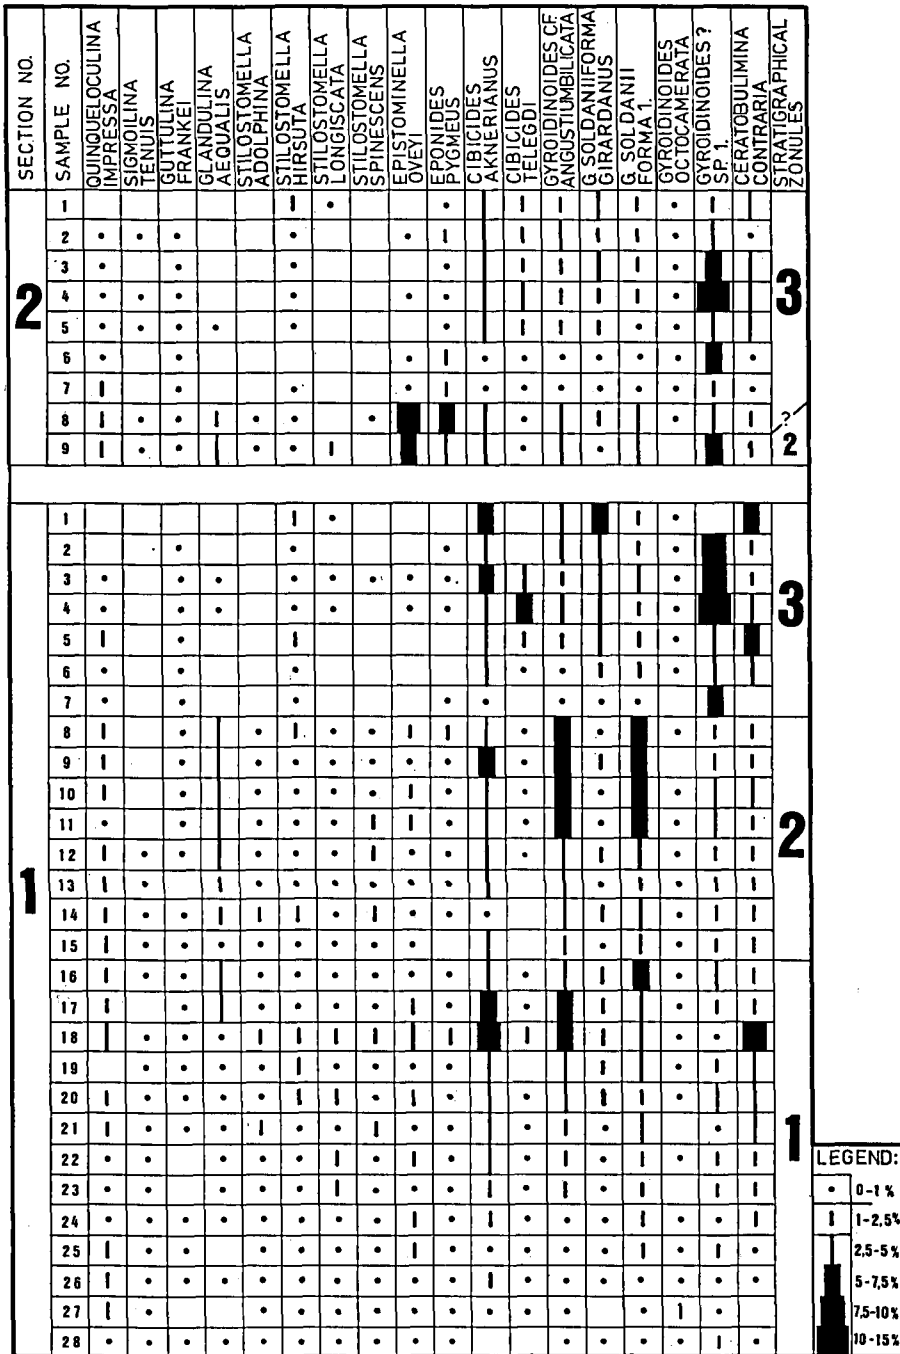 SECTION NO.
SAMPLE NO.
QUINQUELOCULINA
IMPRESSA
SIGMOILINA
TENUIS
GUTTULINA
FRANKEI
GLANDULINA
AEQUALIS
STILOSTOMELLA
ADOLPHINA
STILOSTOMELLA
HIRSUTA
STILOSTOMELLA
LONGISCATA
STILOSTOMELLA
SPINESCENS
EPISTOMINELLA
OVEYI
EPONIDES
PYGMEUS
CIBICIDES
AKNERIANUS
CIBICIDES
TELEGDI
GYROIDINOIDES CF.
ANGUSTIUMBILICATA
G. SOLDANIIFORMA
GIRARDANUS
G. SOLDANII
FORMA 1.
GYROIDINOIDES
OCTOCAMERATA
GYROIDINOIDES ?
SP. 1.
CERATOBULIMINA
CONTRARIA
STRATIGRAPHICAL
ZONULES
2
1
2
3
4
5
6
7
8
9
3
?
2
1
1
2
3
4
5
6
7
8
9
10
11
12
13
14
15
16
17
18
19
20
21
22
23
24
25
26
27
28
3
2
1
LEGEND:
0-1 %
1-2,5%
2,5-5 %
5-7,5%
7,5-10%
10-15%